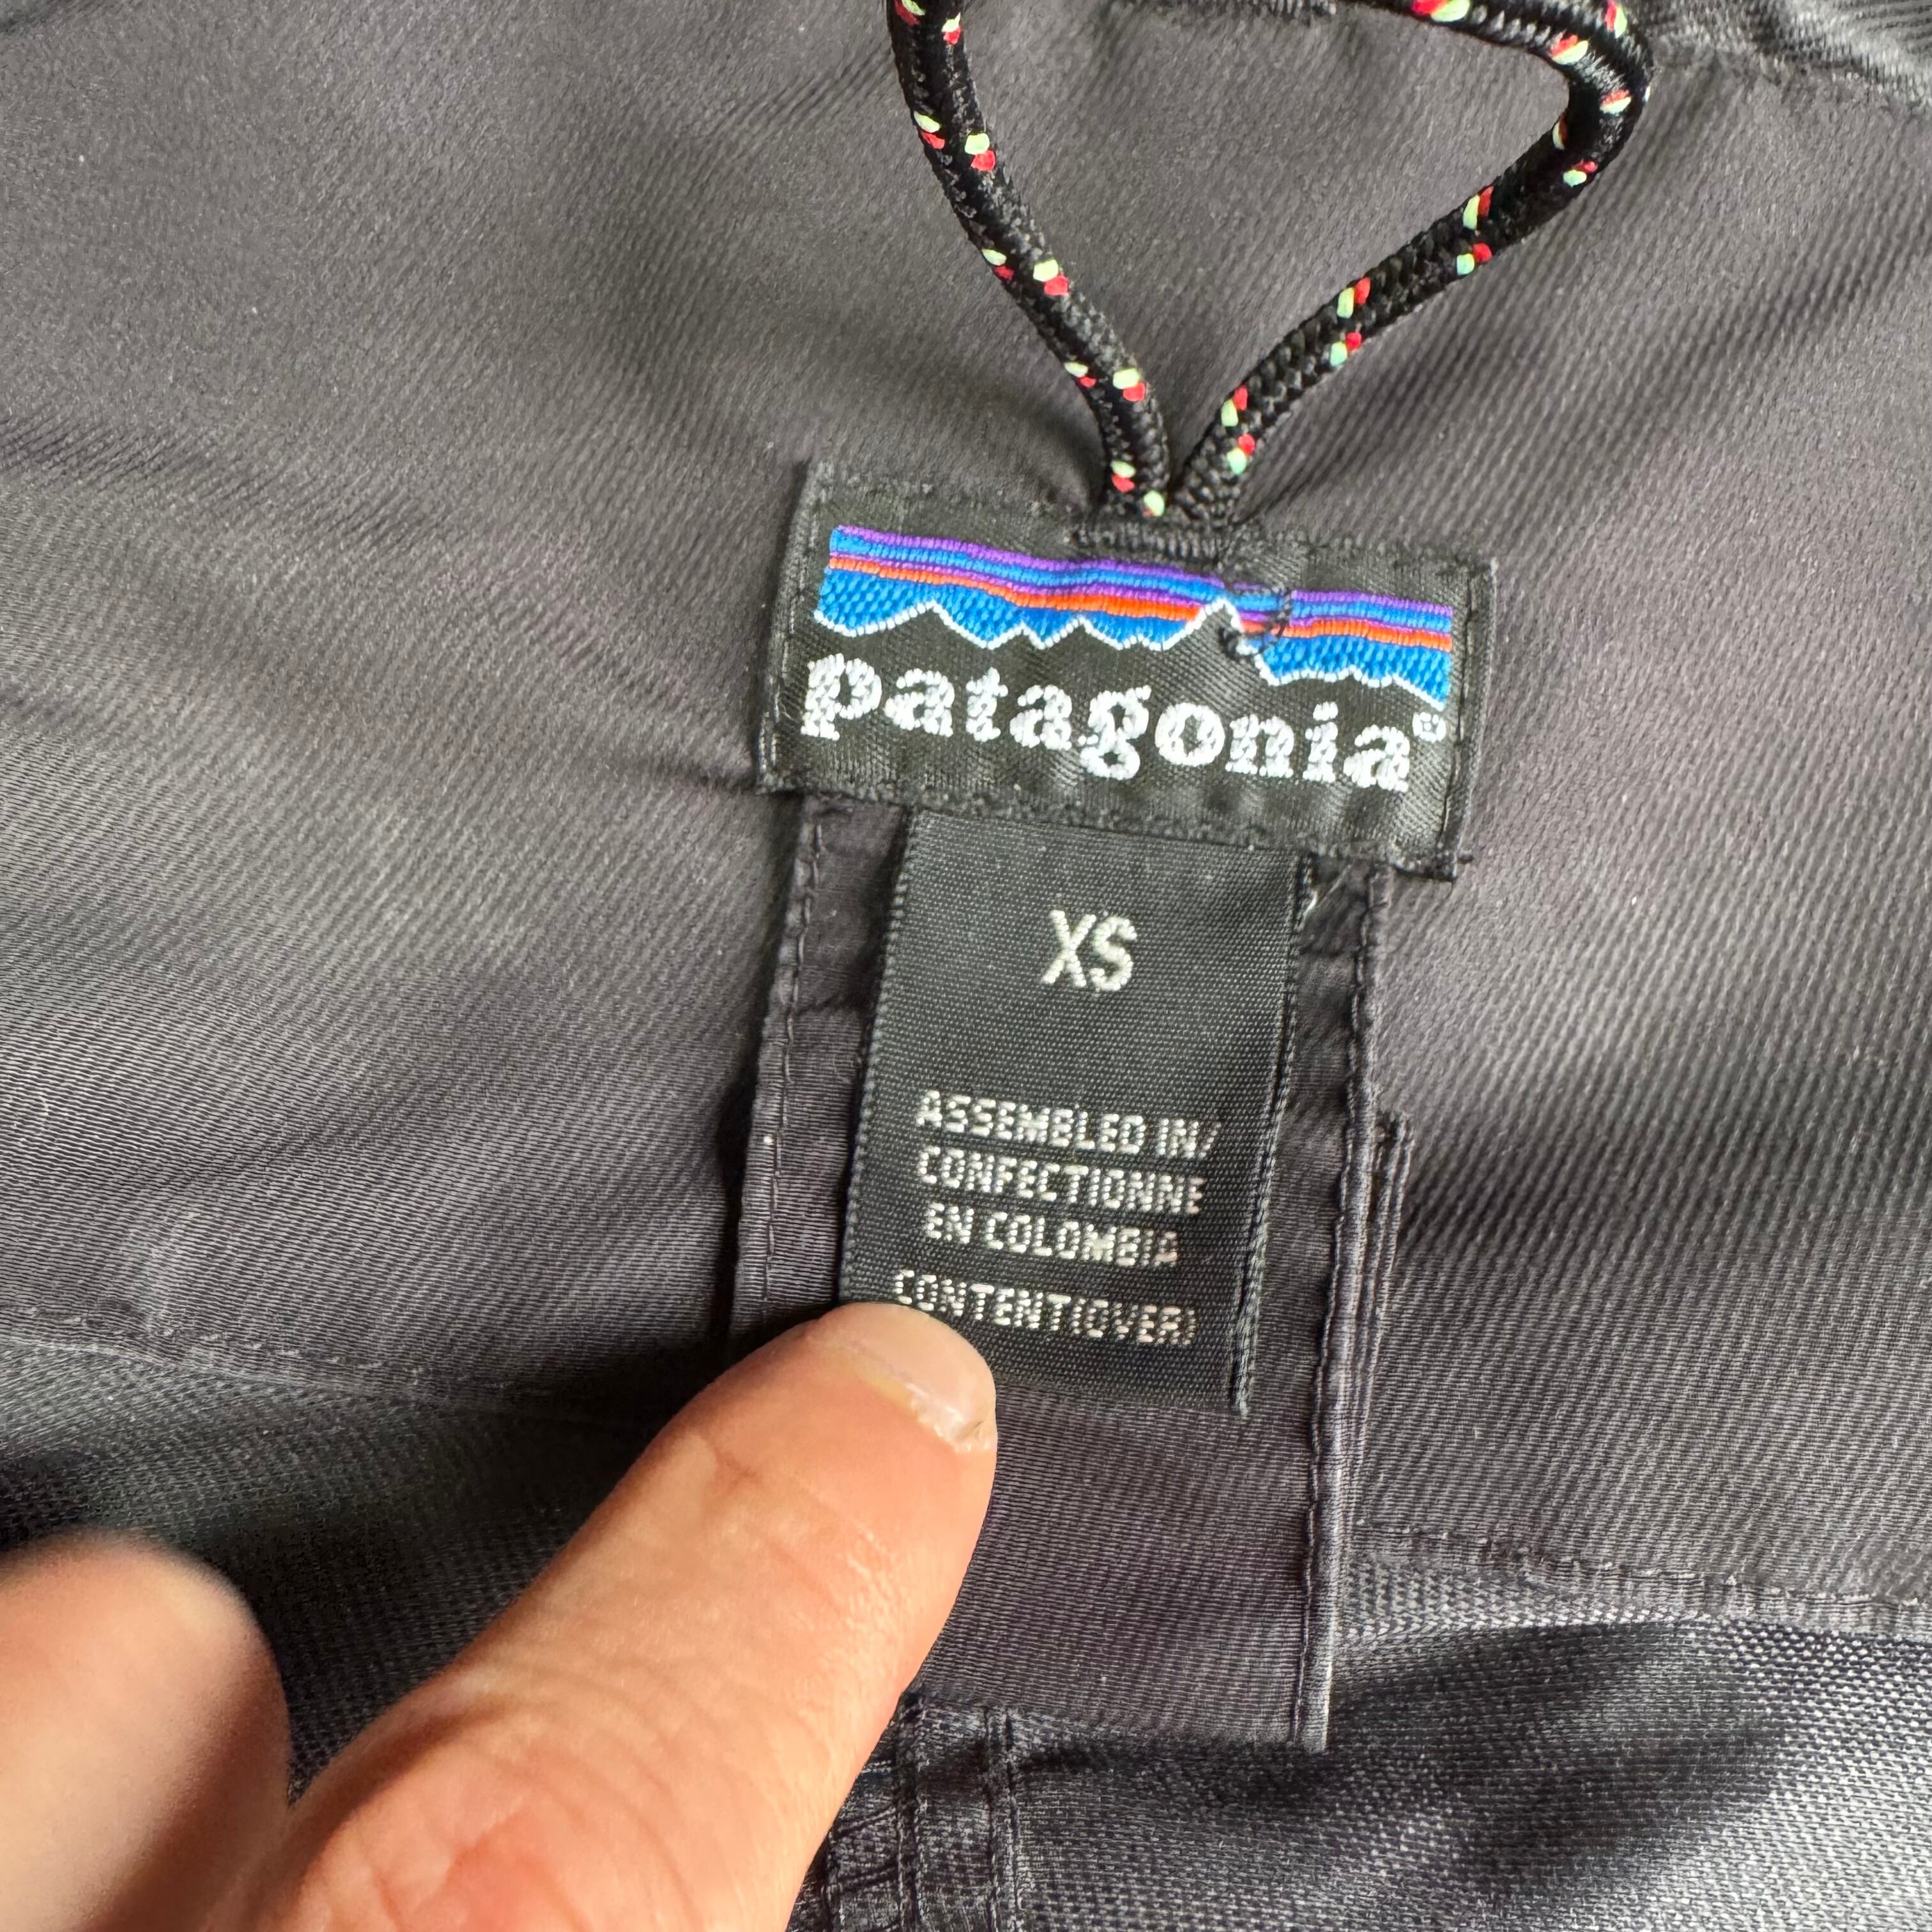 patagonia®
XS
ASSEMBLED IN/
CONFECTIONNE
EN COLOMBIA
CONTENT(OVER)